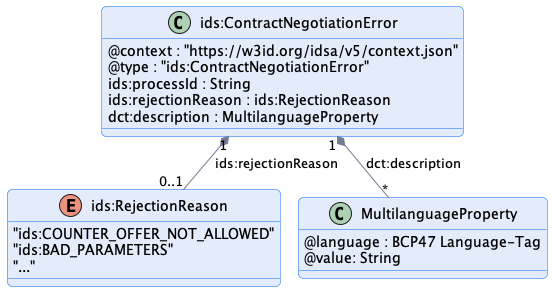 C ids:ContractNegotiationError
@context : "https://w3id.org/idsa/v5/context.json"
@type : "ids:ContractNegotiationError"
ids:processId : String
ids:rejectionReason : ids:RejectionReason
dct:description : MultilanguageProperty
1 1
ids:rejectionReason dct:description
0..1 *
E ids:RejectionReason
"ids:COUNTER_OFFER_NOT_ALLOWED"
"ids:BAD_PARAMETERS"
"..."
C MultilanguageProperty
@language : BCP47 Language-Tag
@value: String